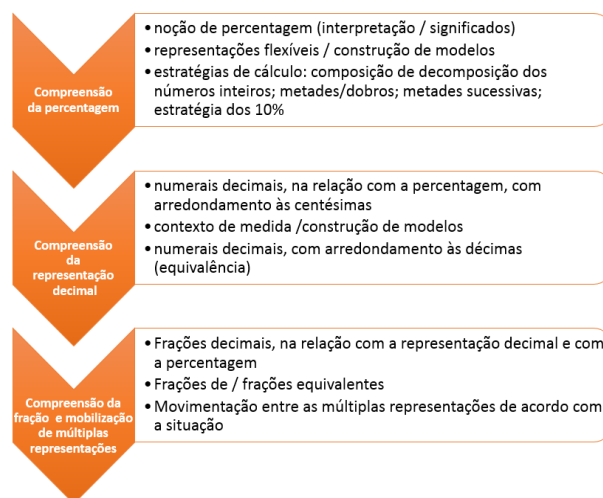 Compreensão
da percentagem
• noção de percentagem (interpretação / significados)
• representações flexíveis / construção de modelos
• estratégias de cálculo: composição de decomposição dos
números inteiros; metades/dobros; metades sucessivas;
estratégia dos 10%
Compreensão
da
representação
decimal
• numerais decimais, na relação com a percentagem, com
arredondamento às centésimas
• contexto de medida /construção de modelos
• numerais decimais, com arredondamento às décimas
(equivalência)
Compreensão da
fração e mobilização
de múltiplas
representações
• Frações decimais, na relação com a representação decimal e com
a percentagem
• Frações de / frações equivalentes
• Movimentação entre as múltiplas representações de acordo com
a situação